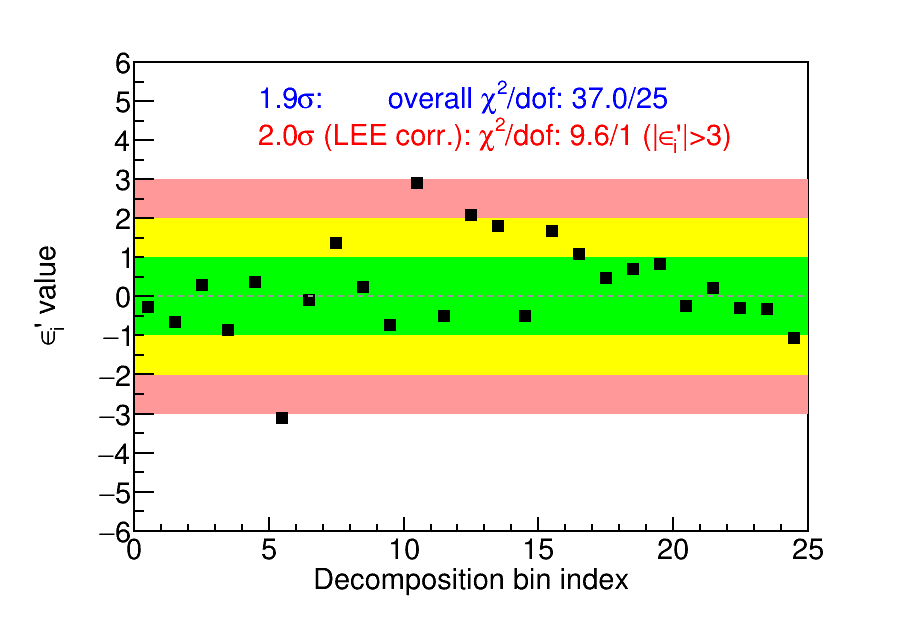 1.9σ: overall χ²/dof: 37.0/25
2.0σ (LEE corr.): χ²/dof: 9.6/1 (|ϵᵢ'|>3)
6
5
4
3
2
1
0
−1
−2
−3
−4
−5
−6
ϵᵢ' value
0 5 10 15 20 25
Decomposition bin index